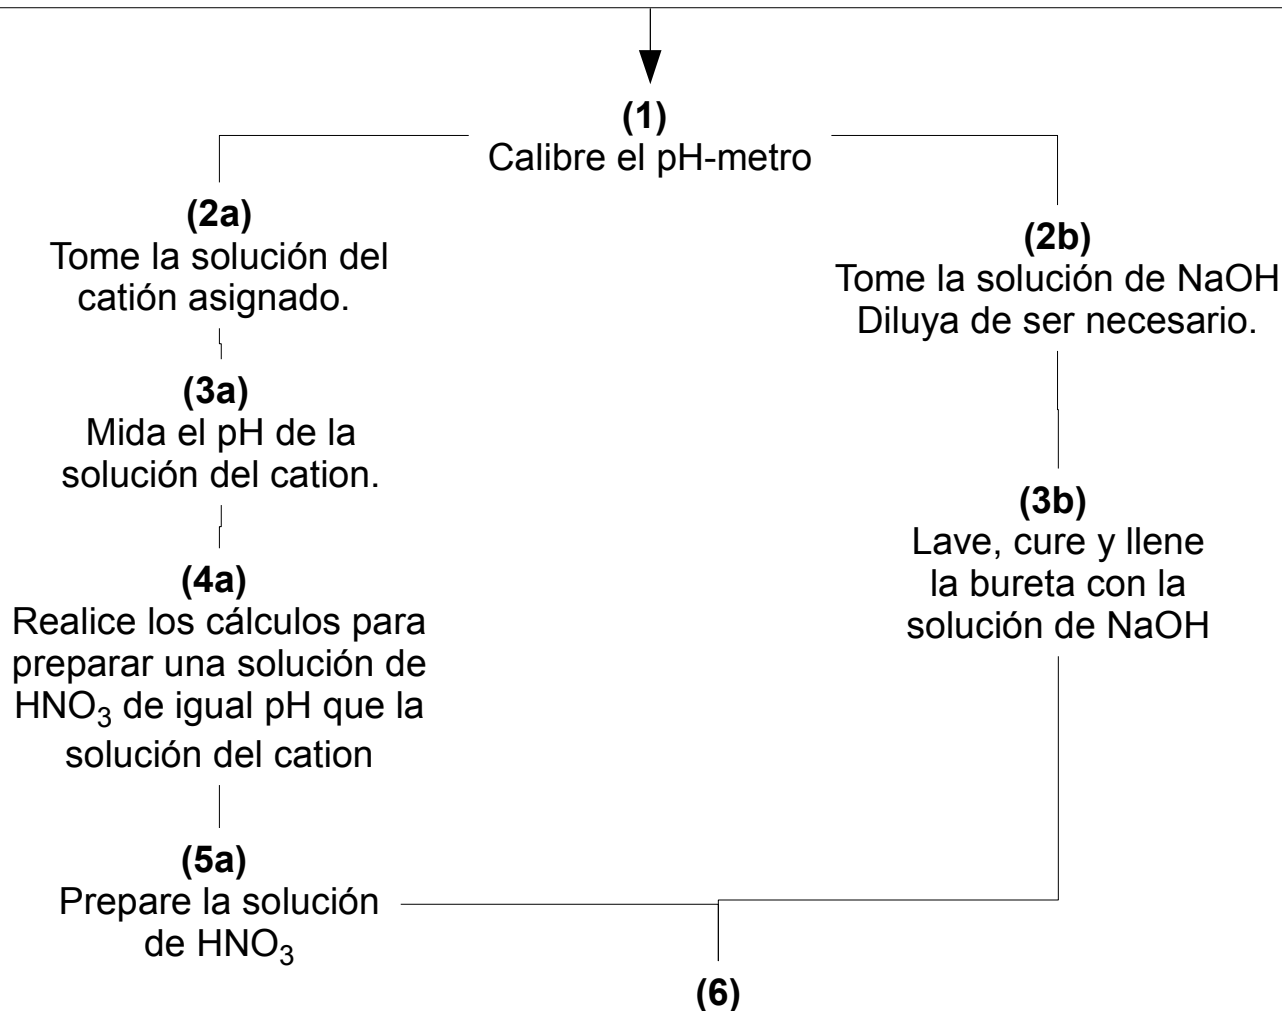 (1)
Calibre el pH-metro
(2a)
Tome la solución del
catión asignado.
(3a)
Mida el pH de la
solución del cation.
(4a)
Realice los cálculos para
preparar una solución de
HNO3 de igual pH que la
solución del cation
(5a)
Prepare la solución
de HNO3
(2b)
Tome la solución de NaOH
Diluya de ser necesario.
(3b)
Lave, cure y llene
la bureta con la
solución de NaOH
(6)